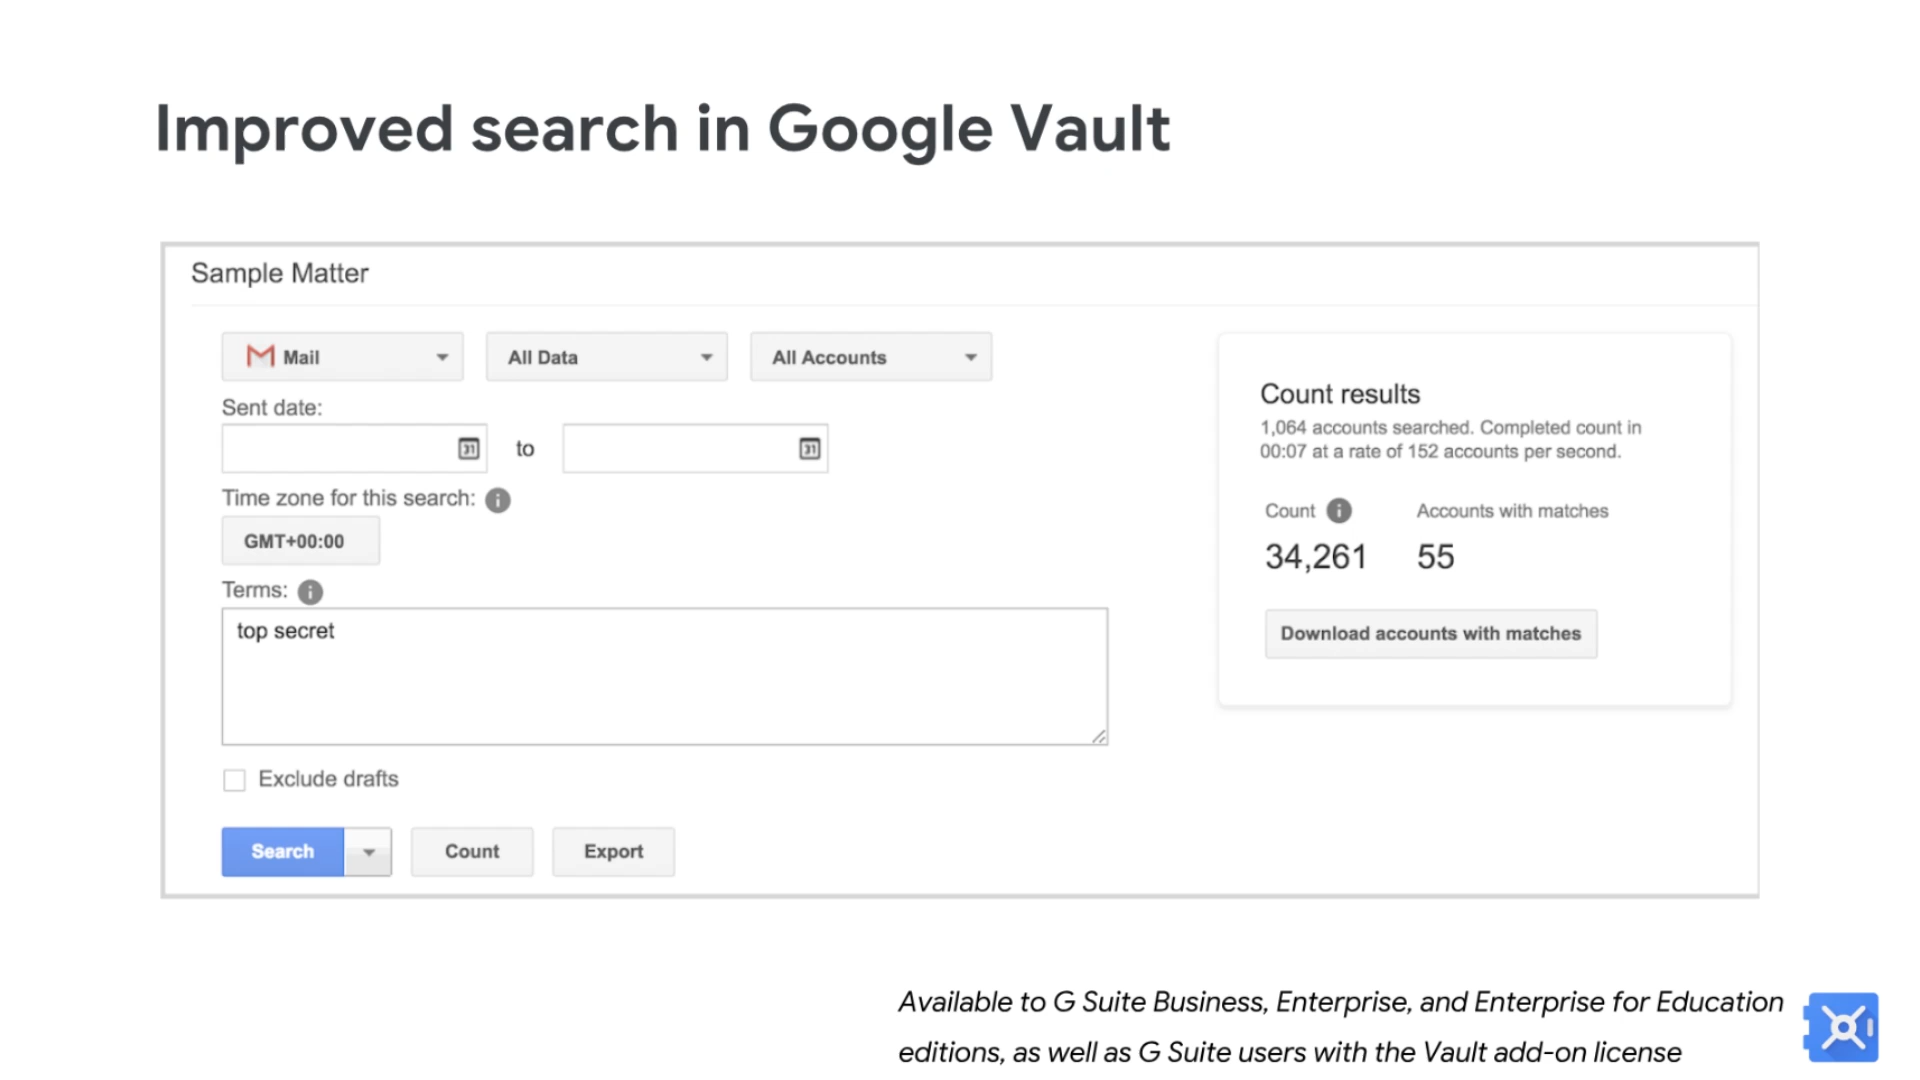 Improved search in Google Vault
Sample Matter
Mail
All Data
All Accounts
Sent date:
31
to
31
Time zone for this search:
GMT+00:00
Terms:
top secret
Exclude drafts
Search
Count
Export
Count results
1,064 accounts searched. Completed count in
00:07 at a rate of 152 accounts per second.
Count
Accounts with matches
34,261
55
Download accounts with matches
Available to G Suite Business, Enterprise, and Enterprise for Education
editions, as well as G Suite users with the Vault add-on license